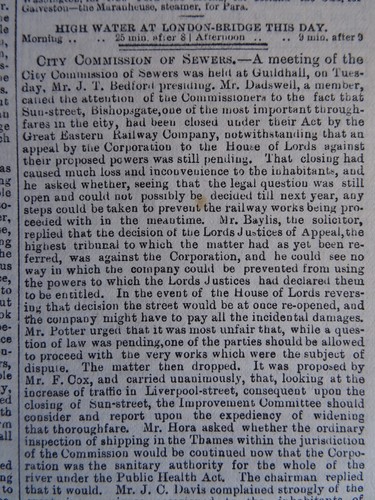 Galveston—the Maranhense, steamer, for Para.
HIGH WATER AT LONDON-BRIDGE THIS DAY.
Morning .. .. 25 min. after 8 | Afternoon .. .. 9 min. after 9
CITY COMMISSION OF SEWERS.—A meeting of the
City Commission of Sewers was held at Guildhall, on Tues-
day, Mr. J. T. Bedford presiding. Mr. Dadswell, a member,
called the attention of the Commissioners to the fact that
Sun-street, Bishopsgate, one of the most important through-
fares in the city, had been closed under their Act by the
Great Eastern Railway Company, notwithstanding that an
appeal by the Corporation to the House of Lords against
their proposed powers was still pending. That closing had
caused much loss and inconvenience to the inhabitants, and
he asked whether, seeing that the legal question was still
open and could not possibly be decided till next year, any
steps could be taken to prevent the railway works being pro-
ceeded with in the meantime. Mr. Baylis, the solicitor,
replied that the decision of the Lords Justices of Appeal, the
highest tribunal to which the matter had as yet been re-
ferred, was against the Corporation, and he could see no
way in which the company could be prevented from using
the powers to which the Lords Justices had declared them
to be entitled. In the event of the House of Lords revers-
ing that decision the street would be at once re-opened, and
the company might have to pay all the incidental damages.
Mr. Potter urged that it was most unfair that, while a ques-
tion of law was pending, one of the parties should be allowed
to proceed with the very works which were the subject of
dispute. The matter then dropped. It was proposed by
Mr. F. Cox, and carried unanimously, that, looking at the
increase of traffic in Liverpool-street, consequent upon the
closing of Sun-street, the Improvement Committee should
consider and report upon the expediency of widening
that thoroughfare. Mr. Hora asked whether the ordinary
inspection of shipping in the Thames within the jurisdiction
of the Commission would be continued now that the Corpo-
ration was the sanitary authority for the whole of the
river under the Public Health Act. The chairman replied
that it would. Mr. J. C. Davis complained strongly of the